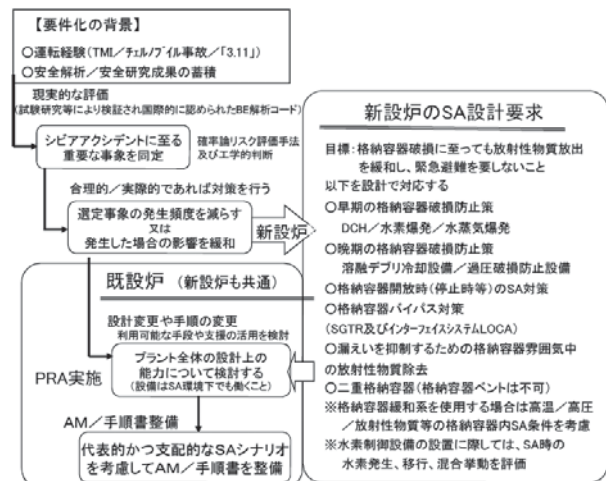 【要件化の背景】
○運転経験(TMI/チェルノブイル事故/「3.11」)
○安全解析/安全研究成果の蓄積
現実的な評価
(試験研究等により検証され国際的に認められたBE解析コード)
シビアアクシデントに至る
重要な事象を同定
確率論リスク評価手法
及び工学的判断
合理的/実際的であれば対策を行う
選定事象の発生頻度を減らす
又は
発生した場合の影響を緩和
新設炉
既設炉 (新設炉も共通)
設計変更や手順の変更
利用可能な手段や支援の活用を検討
プラント全体の設計上の
能力について検討する
(設備はSA環境下でも働くこと)
PRA実施
AM/手順書整備
代表的かつ支配的なSAシナリオ
を考慮してAM/手順書を整備
新設炉のSA設計要求
目標:格納容器破損に至っても放射性物質放出
を緩和し、緊急避難を要しないこと
以下を設計で対応する
○早期の格納容器破損防止策
DCH/水素爆発/水蒸気爆発
○晩期の格納容器破損防止策
溶融デブリ冷却設備/過圧破損防止設備
○格納容器開放時(停止時等)のSA対策
○格納容器バイパス対策
(SGTR及びインターフェイスシステムLOCA)
○漏えいを抑制するための格納容器雰囲気中
の放射性物質除去
○二重格納容器(格納容器ベントは不可)
※格納容器緩和系を使用する場合は高温/高圧
/放射性物質等の格納容器内SA条件を考慮
※水素制御設備の設置に際しては、SA時の
水素発生、移行、混合挙動を評価